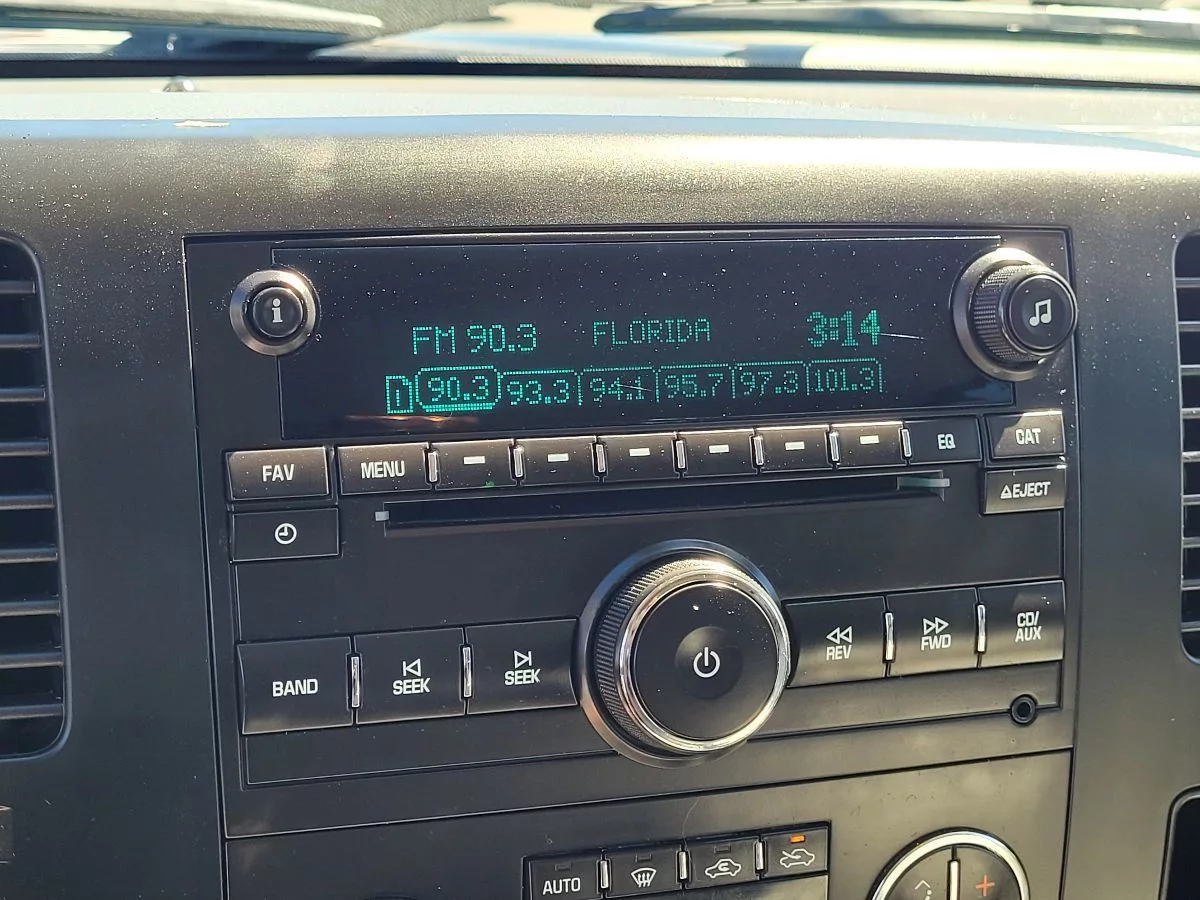 i
FM 90.3 FLORIDA 3:14
90.3 93.3 94.1 95.7 97.3 101.3
FAV MENU EQ CAT
EJECT
BAND SEEK SEEK REV FWD CD/
AUX
AUTO